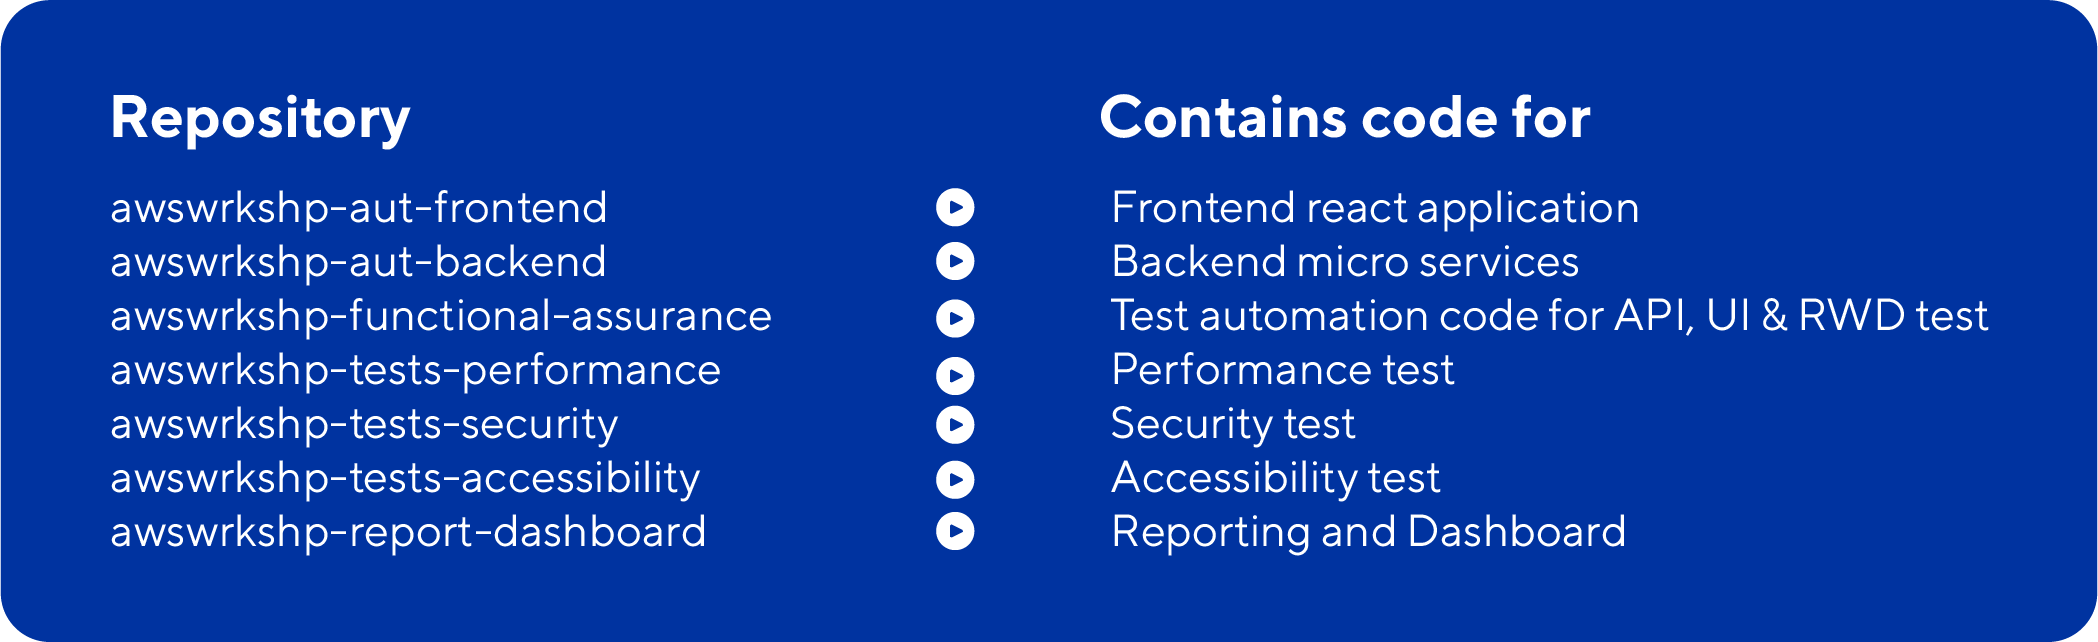 Repository Contains code for
awswrkshp-aut-frontend Frontend react application
awswrkshp-aut-backend Backend micro services
awswrkshp-functional-assurance Test automation code for API, UI & RWD test
awswrkshp-tests-performance Performance test
awswrkshp-tests-security Security test
awswrkshp-tests-accessibility Accessibility test
awswrkshp-report-dashboard Reporting and Dashboard